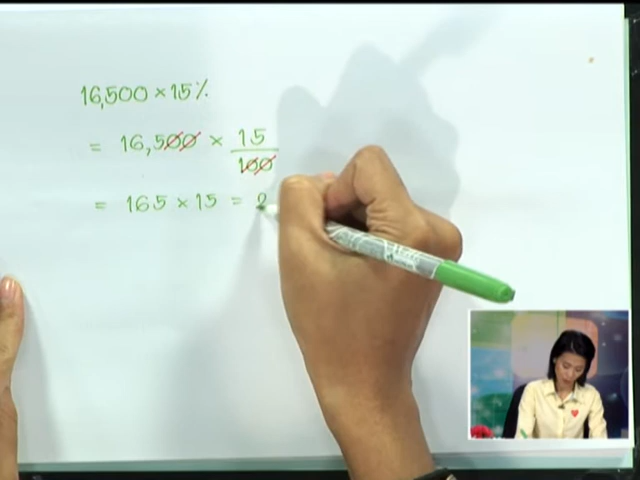 16,500 × 15%
= 16,500 × 15/100
= 165 × 15 = 2